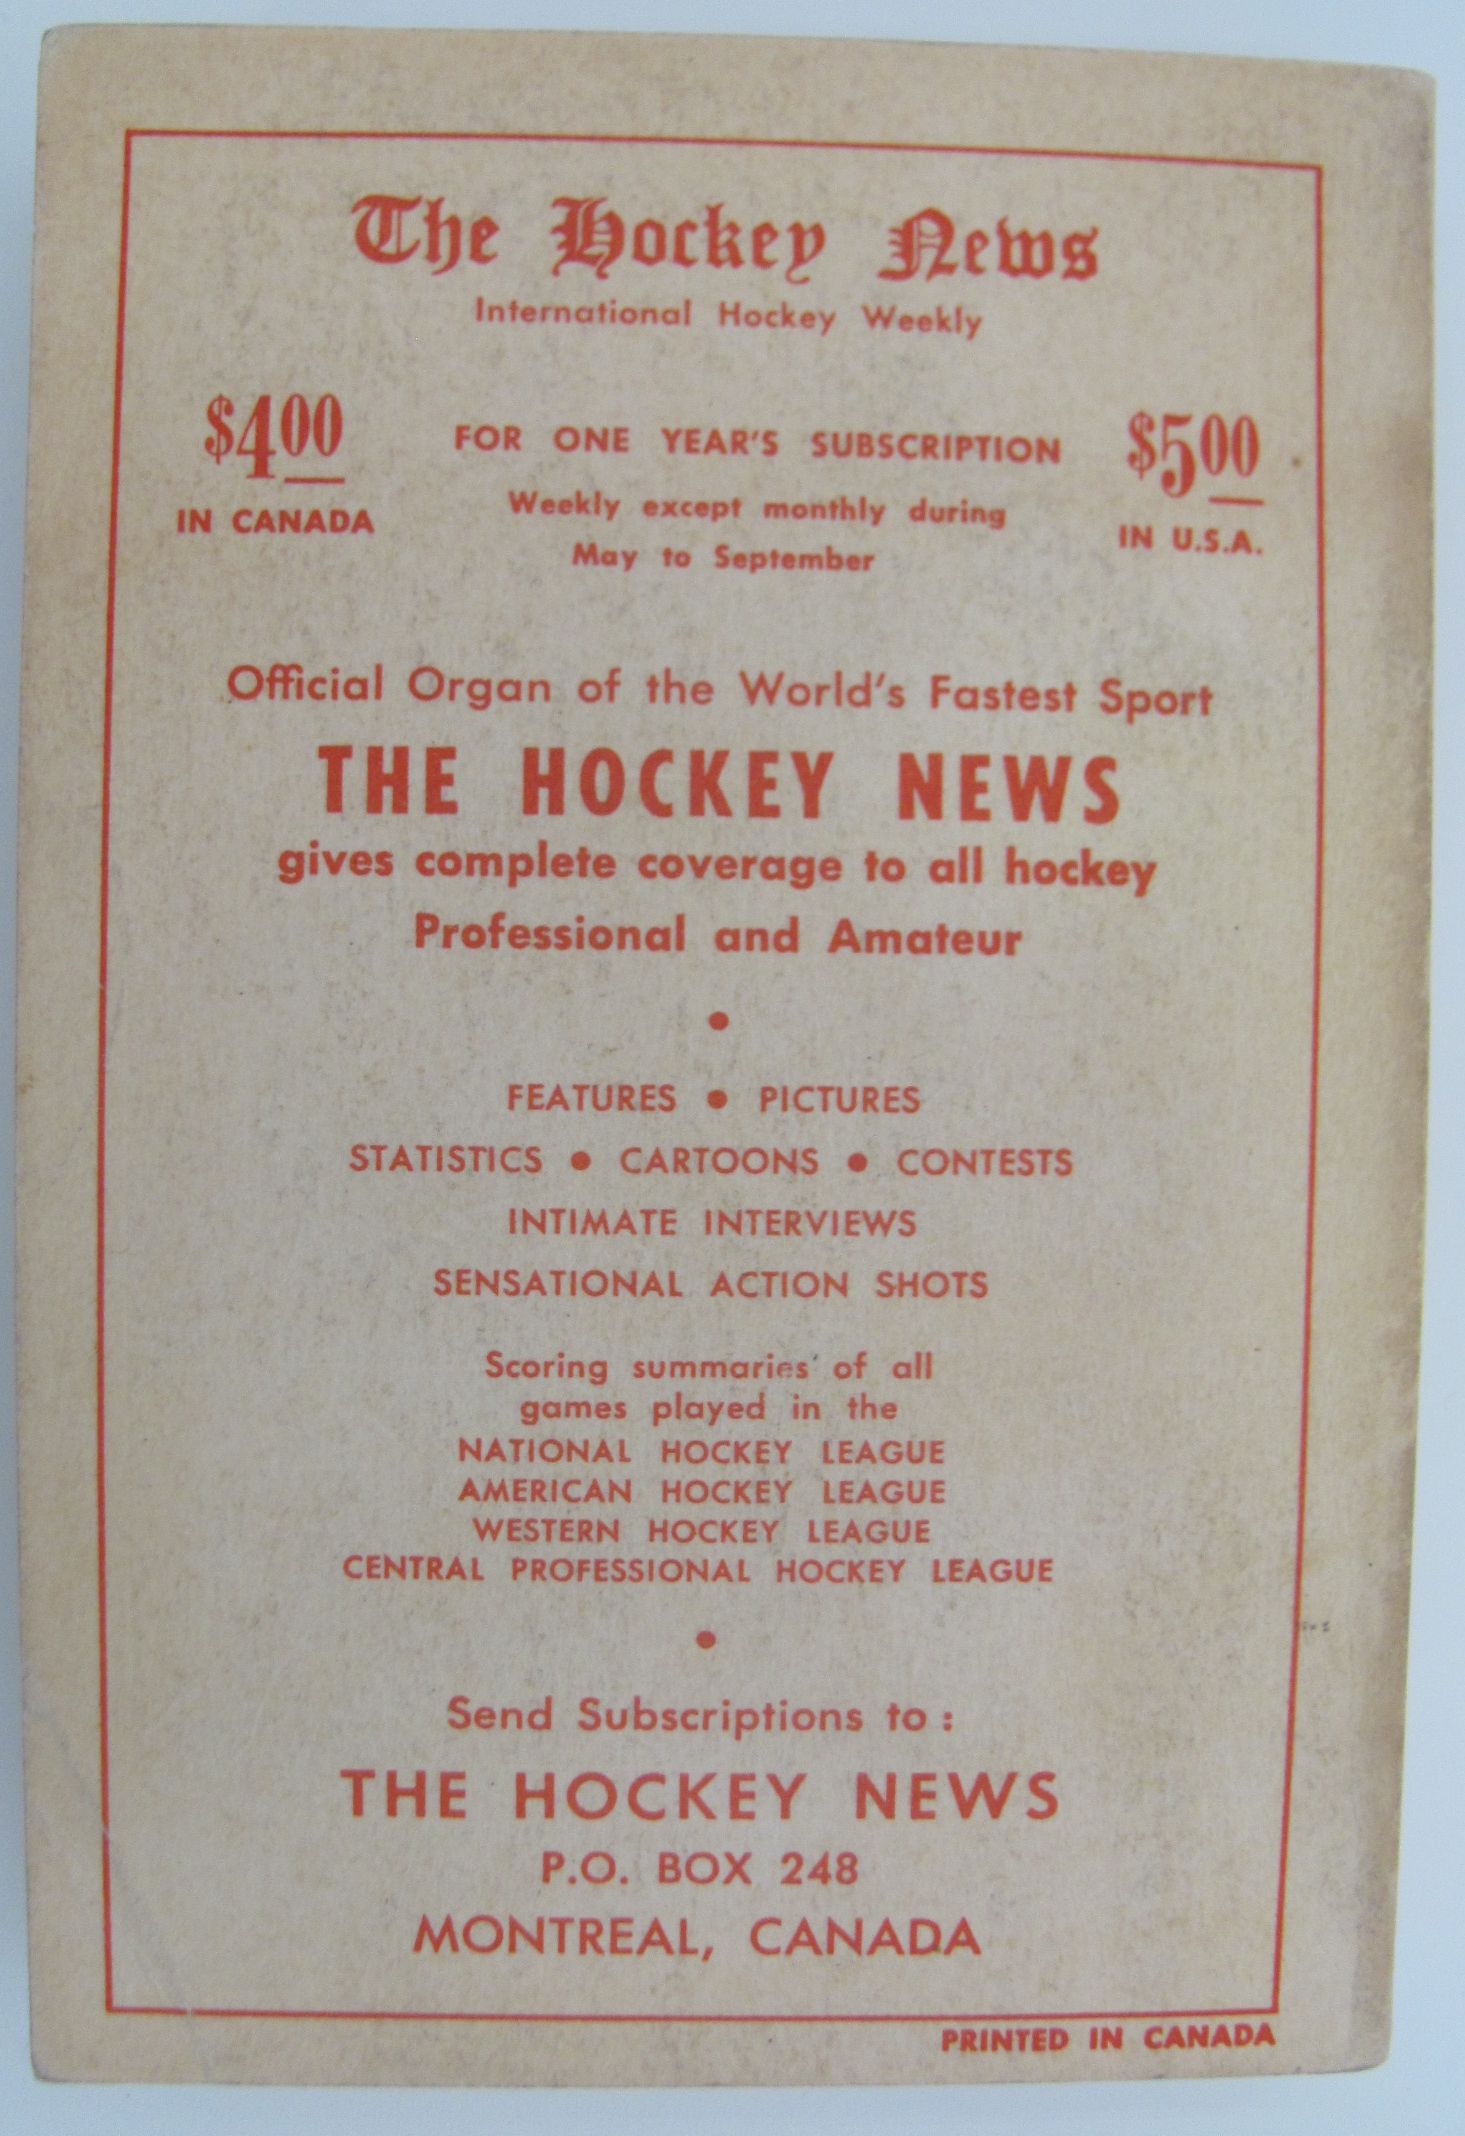 The Hockey News
International Hockey Weekly
$4.00
IN CANADA
FOR ONE YEAR'S SUBSCRIPTION
Weekly except monthly during
May to September
$5.00
IN U.S.A.
Official Organ of the World's Fastest Sport
THE HOCKEY NEWS
gives complete coverage to all hockey
Professional and Amateur
•
FEATURES • PICTURES
STATISTICS • CARTOONS • CONTESTS
INTIMATE INTERVIEWS
SENSATIONAL ACTION SHOTS
Scoring summaries of all
games played in the
NATIONAL HOCKEY LEAGUE
AMERICAN HOCKEY LEAGUE
WESTERN HOCKEY LEAGUE
CENTRAL PROFESSIONAL HOCKEY LEAGUE
•
Send Subscriptions to :
THE HOCKEY NEWS
P.O. BOX 248
MONTREAL, CANADA
PRINTED IN CANADA